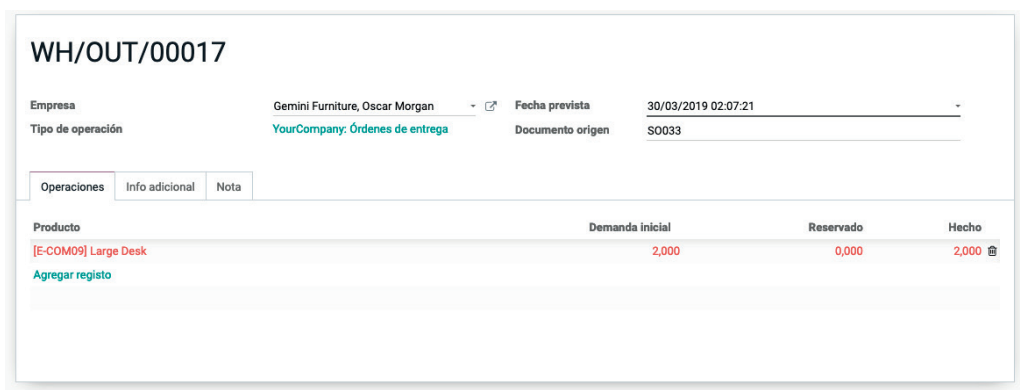 WH/OUT/00017
Empresa Gemini Furniture, Oscar Morgan Fecha prevista 30/03/2019 02:07:21
Tipo de operación YourCompany: Órdenes de entrega Documento origen SO033
Operaciones Info adicional Nota
Producto Demanda inicial Reservado Hecho
[E-COM09] Large Desk 2,000 0,000 2,000
Agregar registo